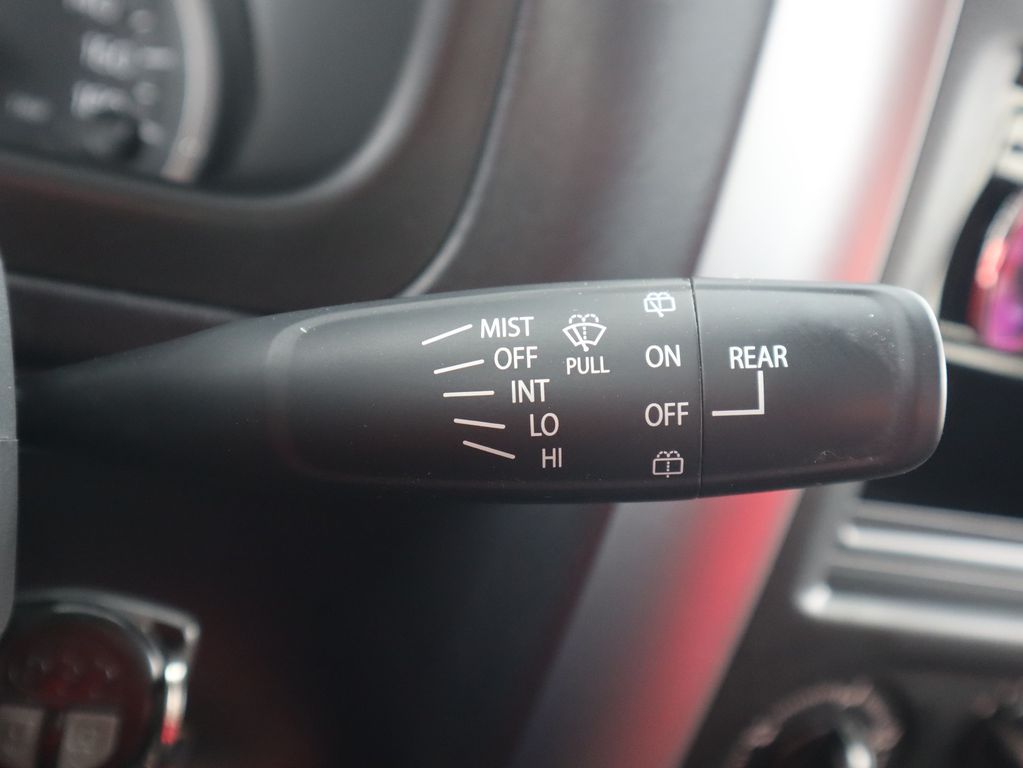 MIST
OFF
INT
LO
HI
PULL
ON
OFF
REAR